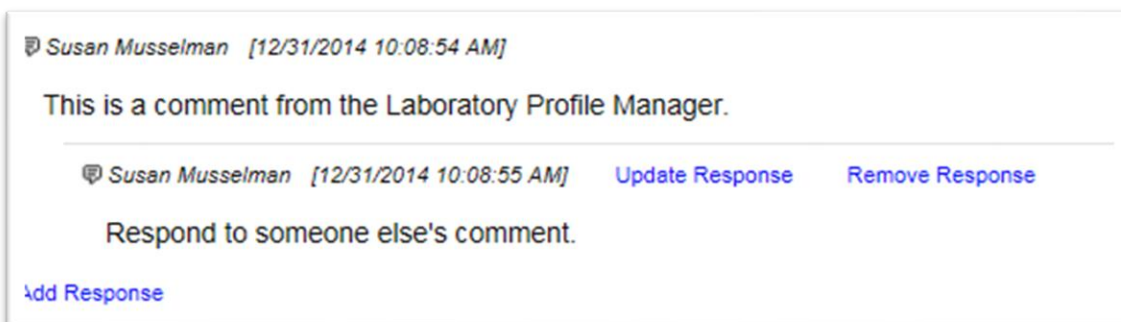 Susan Musselman [12/31/2014 10:08:54 AM]
This is a comment from the Laboratory Profile Manager.
Susan Musselman [12/31/2014 10:08:55 AM] Update Response Remove Response
Respond to someone else's comment.
Add Response